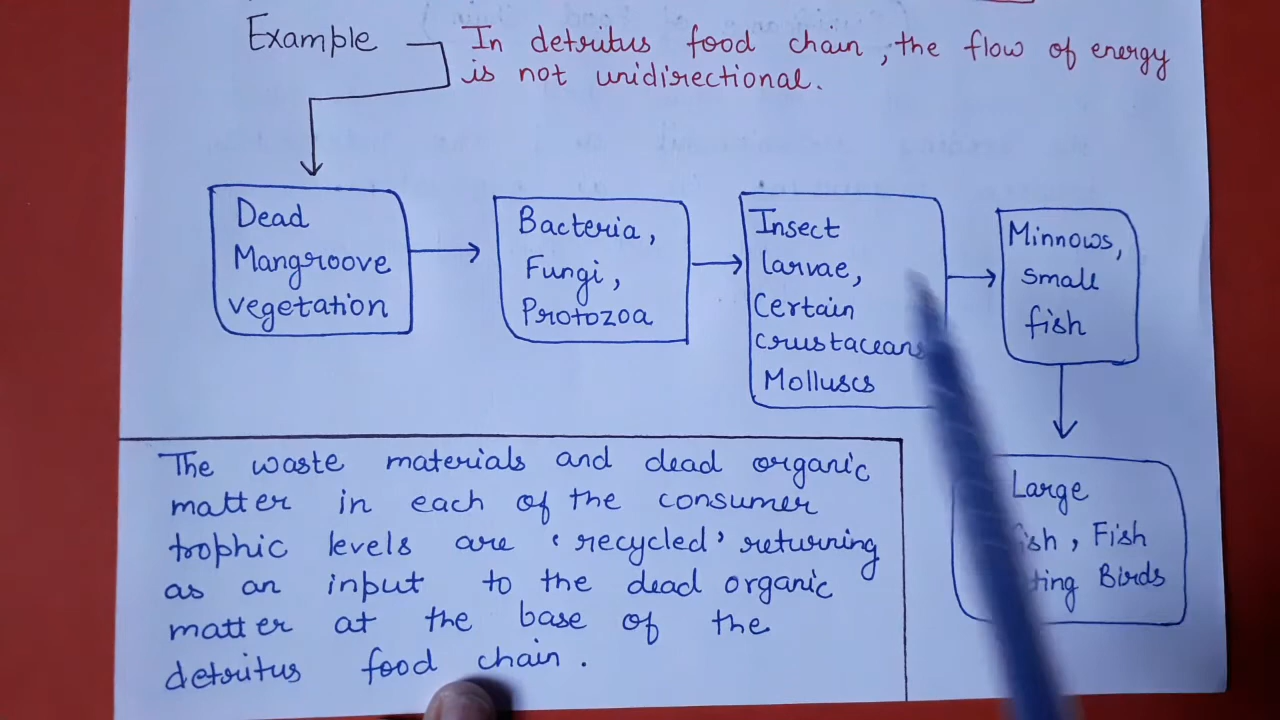 Example
In detritus food chain, the flow of energy
is not unidirectional.
Dead
Mangroove
vegetation
Bacteria,
Fungi,
Protozoa
Insect
larvae,
Certain
crustaceans
Molluscs
Minnows,
small
fish
Large
Fish
Birds
The waste materials and dead organic
matter in each of the consumer
trophic levels are 'recycled' returning
as an input to the dead organic
matter at the base of the
detritus food chain.